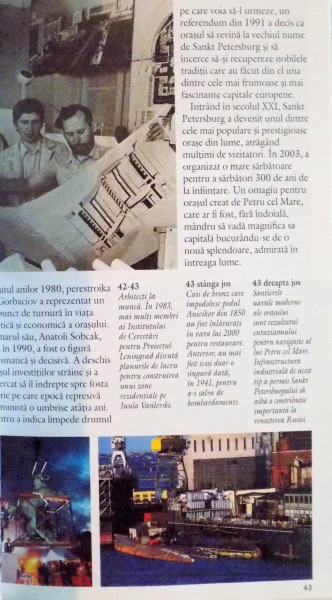 pe care voia să-l urmeze, un
referendum din 1991 a decis ca
orașul să revină la vechiul nume
de Sankt Petersburg și să
încerce să-și recupereze nobilele
tradiții care au făcut din el una
dintre cele mai frumoase și mai
fascinante capitale europene.
Intrând în secolul XXI, Sankt
Petersburg a devenit unul dintre
cele mai populare și prestigioase
orașe din lume, atrăgând
mulțimi de vizitatori. În 2003, a
organizat o mare sărbătoare
pentru a sărbători 300 de ani de
la înființare. Un omagiu pentru
orașul creat de Petru cel Mare,
care ar fi fost, fără îndoială,
mândru să vadă magnifica sa
capitală bucurându-se de o
nouă splendoare, admirată în
întreaga lume.
șitul anilor 1980, perestroika
Gorbaciov a reprezentat un
punct de turnură în viața
tică și economică a orașului.
marul său, Anatoli Sobcak,
în 1990, a fost o figură
smatică și decisivă. A deschis
șul investițiilor străine și a
ercat să îl îndrepte spre fosta
rie pe care epoca represivă
munistă o umbrise atâția ani.
ntru a indica limpede drumul
42-43
Arhitecți la
muncă. În 1983,
mai mulți membri
ai Institutului
de Cercetări
pentru Proiectul
Leningrad discută
planurile de lucru
pentru construirea
unui zone
rezidențiale pe
Insula Vasilevski.
43 stânga jos
Caii de bronz care
împodobesc podul
Anicikov din 1850
au fost înlăturați
în vara lui 2000
pentru restaurare.
Anterior, au mai
fost scoși doar o
singură dată,
în 1941, pentru
a-i salva de
bombardamente.
43 dreapta jos
Șantierele
navale moderne
ale orașului
sunt rezultatul
entuziasmului
pentru navigație al
lui Petru cel Mare.
Infrastructura
industrială de acest
tip a permis Sankt
Petersburgului să
aibă o contribuție
importantă la
renașterea Rusiei.
43